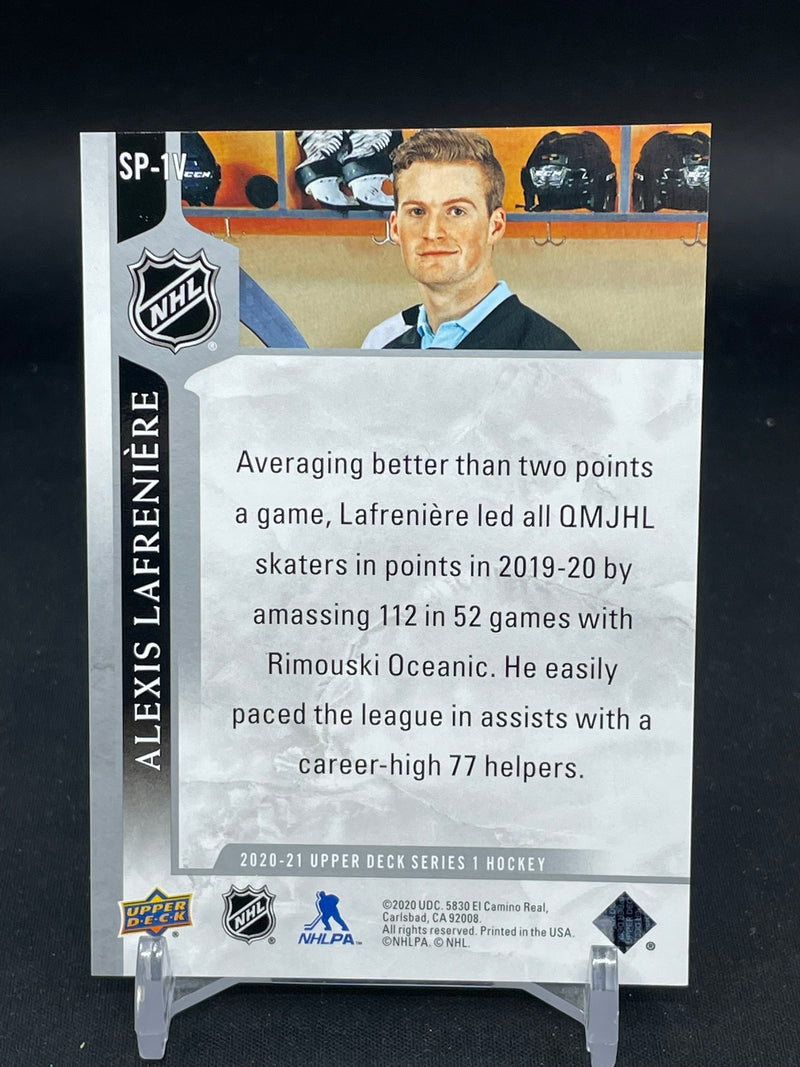 SP-1V
CCM
NHL
®
ALEXIS LAFRENIÈRE
Averaging better than two points
a game, Lafrenière led all QMJHL
skaters in points in 2019-20 by
amassing 112 in 52 games with
Rimouski Oceanic. He easily
paced the league in assists with a
career-high 77 helpers.
2020-21 UPPER DECK SERIES 1 HOCKEY
UPPER
D•E•C•K
®
NHL
®
NHLPA™
©2020 UDC. 5830 El Camino Real,
Carlsbad, CA 92008.
All rights reserved. Printed in the USA.
©NHLPA. © NHL.
®